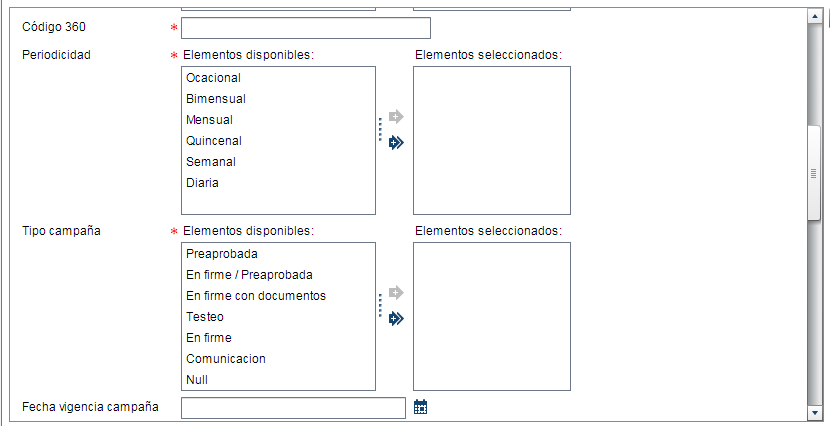 Código 360 *
Periodicidad * Elementos disponibles: Elementos seleccionados:
Ocacional
Bimensual
Mensual
Quincenal
Semanal
Diaria
Tipo campaña * Elementos disponibles: Elementos seleccionados:
Preaprobada
En firme / Preaprobada
En firme con documentos
Testeo
En firme
Comunicacion
Null
Fecha vigencia campaña